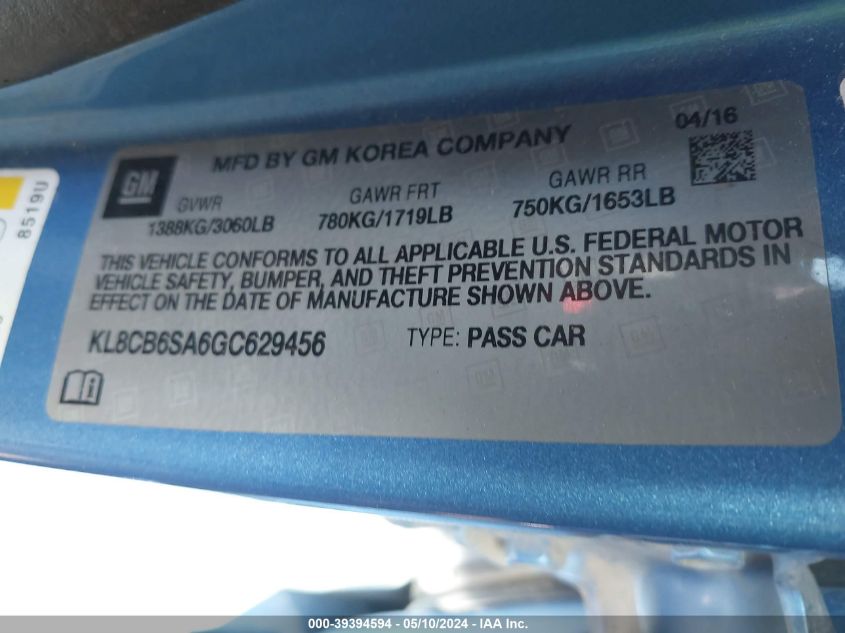 04/16
MFD BY GM KOREA COMPANY
GM
GVWR GAWR FRT GAWR RR
1388KG/3060LB 780KG/1719LB 750KG/1653LB
THIS VEHICLE CONFORMS TO ALL APPLICABLE U.S. FEDERAL MOTOR
VEHICLE SAFETY, BUMPER, AND THEFT PREVENTION STANDARDS IN
EFFECT ON THE DATE OF MANUFACTURE SHOWN ABOVE.
KL8CB6SA6GC629456 TYPE: PASS CAR
8519U
000-39394594 - 05/10/2024 - IAA Inc.